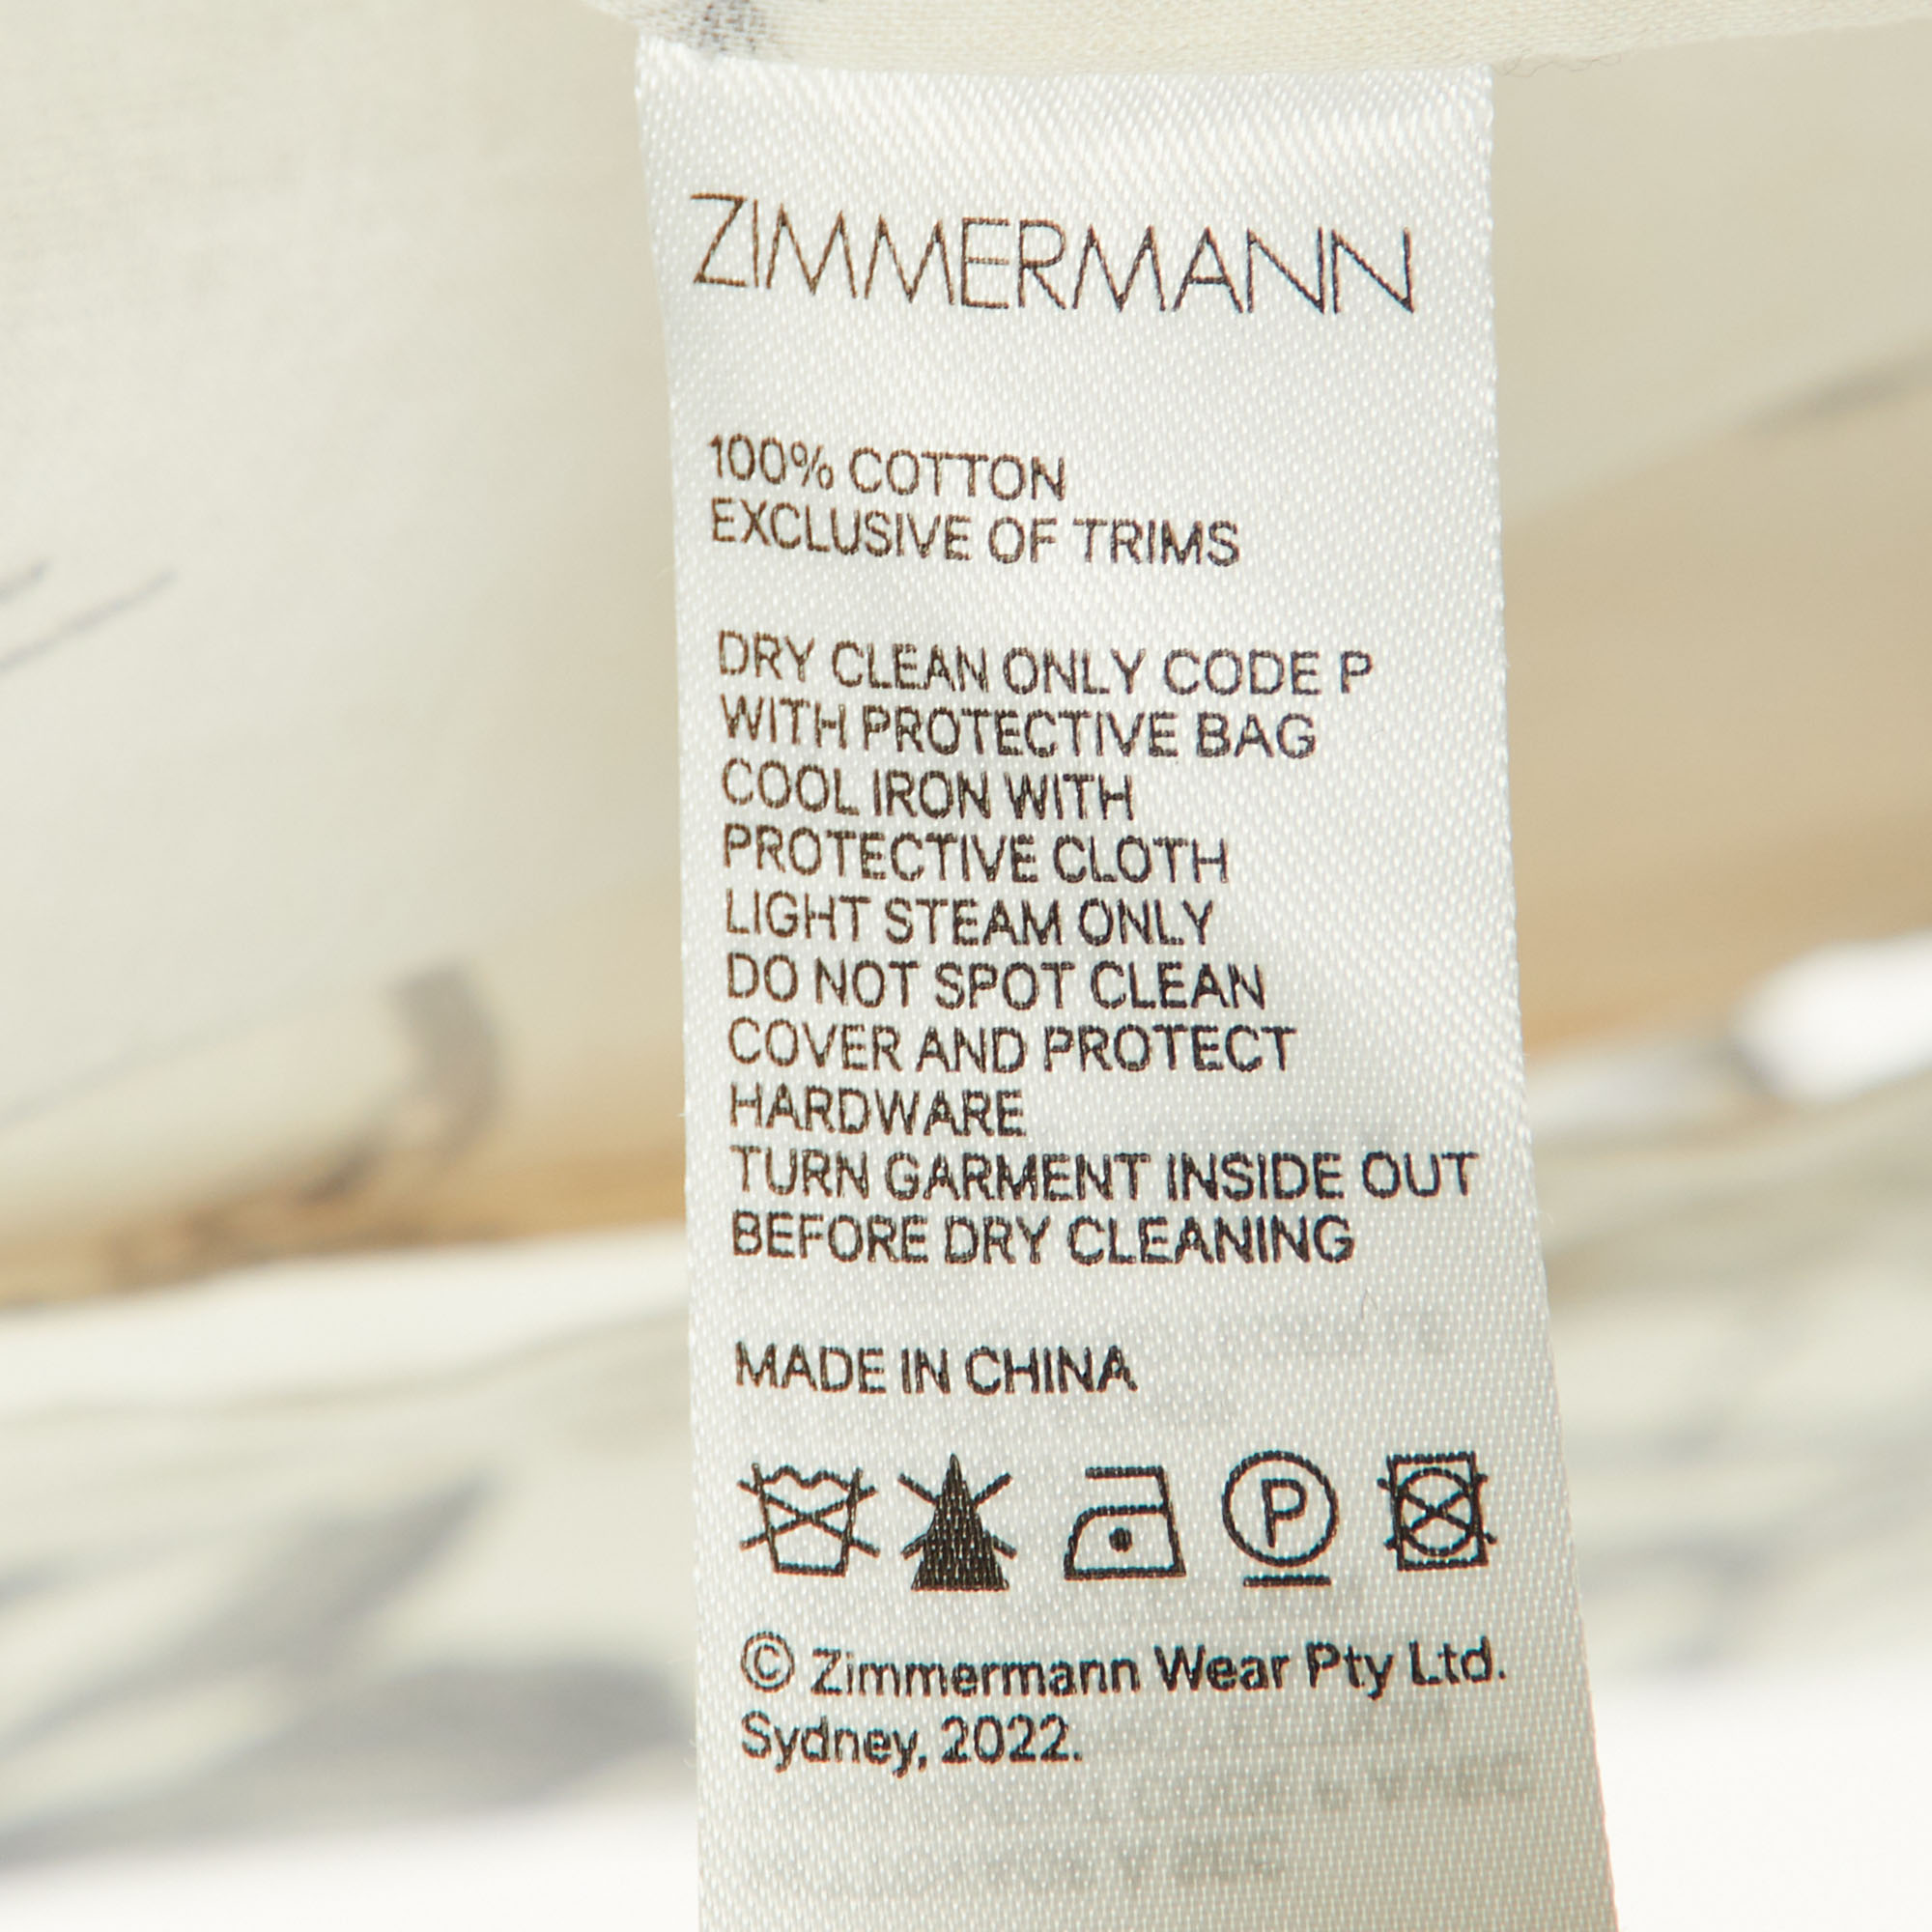 ZIMMERMANN
100% COTTON
EXCLUSIVE OF TRIMS
DRY CLEAN ONLY CODE P
WITH PROTECTIVE BAG
COOL IRON WITH
PROTECTIVE CLOTH
LIGHT STEAM ONLY
DO NOT SPOT CLEAN
COVER AND PROTECT
HARDWARE
TURN GARMENT INSIDE OUT
BEFORE DRY CLEANING
MADE IN CHINA
P
© Zimmermann Wear Pty Ltd.
Sydney, 2022.